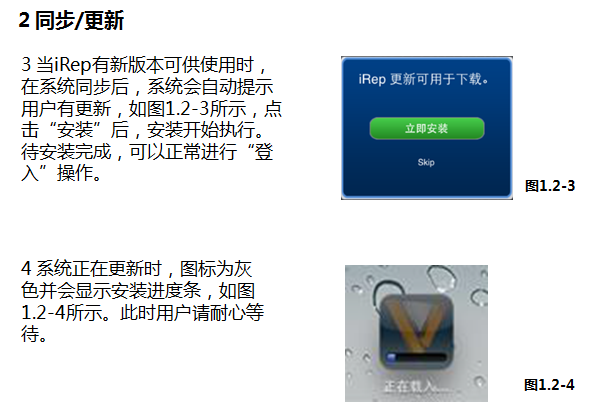 2 同步/更新
3 当iRep有新版本可供使用时，
在系统同步后，系统会自动提示
用户有更新，如图1.2-3所示，点
击“安装”后，安装开始执行。
待安装完成，可以正常进行“登
入”操作。
iRep 更新可用于下载。
立即安装
Skip
图1.2-3
4 系统正在更新时，图标为灰
色并会显示安装进度条，如图
1.2-4所示。此时用户请耐心等
待。
正在载入......
图1.2-4